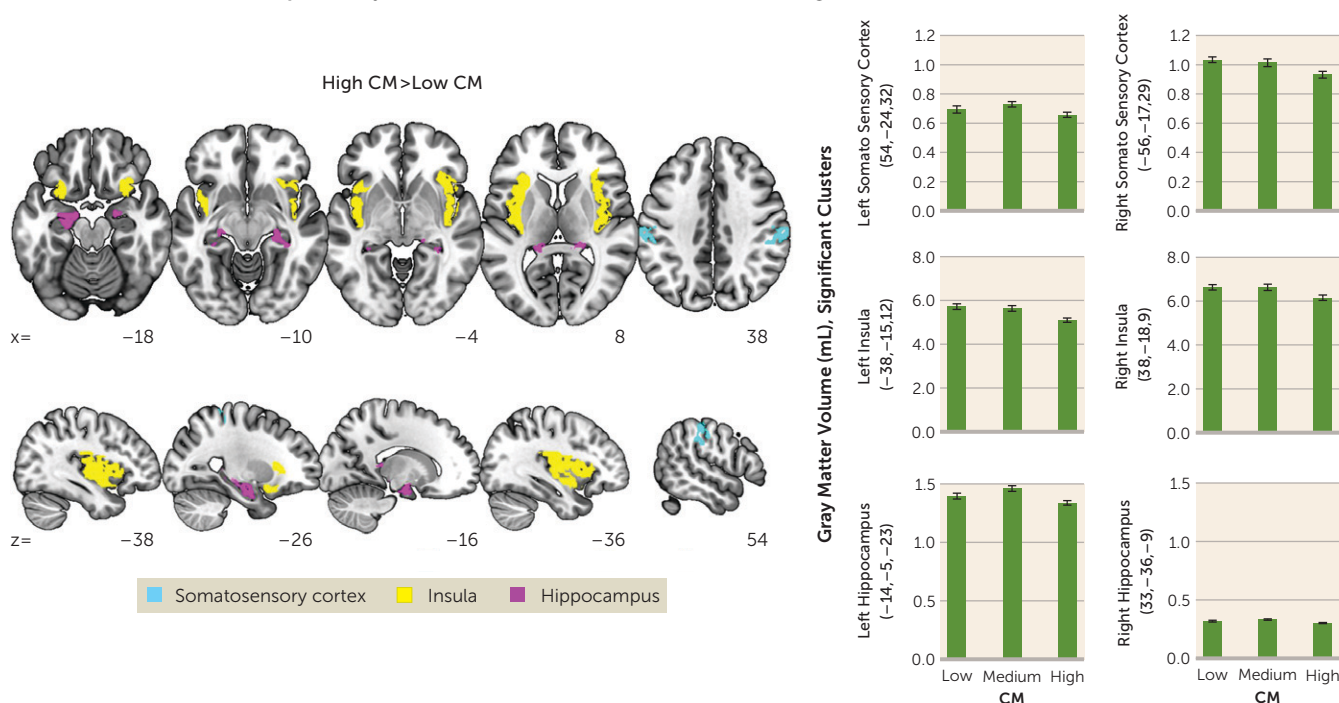 High CM>Low CM
x= −18 −10 −4 8 38
z= −38 −26 −16 −36 54
Somatosensory cortex Insula Hippocampus
Gray Matter Volume (mL), Significant Clusters
Left Somato Sensory Cortex
(54,−24,32)
1.2
1.0
0.8
0.6
0.4
0.2
0.0
Right Somato Sensory Cortex
(−56,−17,29)
1.2
1.0
0.8
0.6
0.4
0.2
0.0
Left Insula
(−38,−15,12)
8.0
6.0
4.0
2.0
0.0
Right Insula
(38,−18,9)
8.0
6.0
4.0
2.0
0.0
Left Hippocampus
(−14,−5,−23)
1.5
1.0
0.5
0.0
Low Medium High
CM
Right Hippocampus
(33,−36,−9)
1.5
1.0
0.5
0.0
Low Medium High
CM